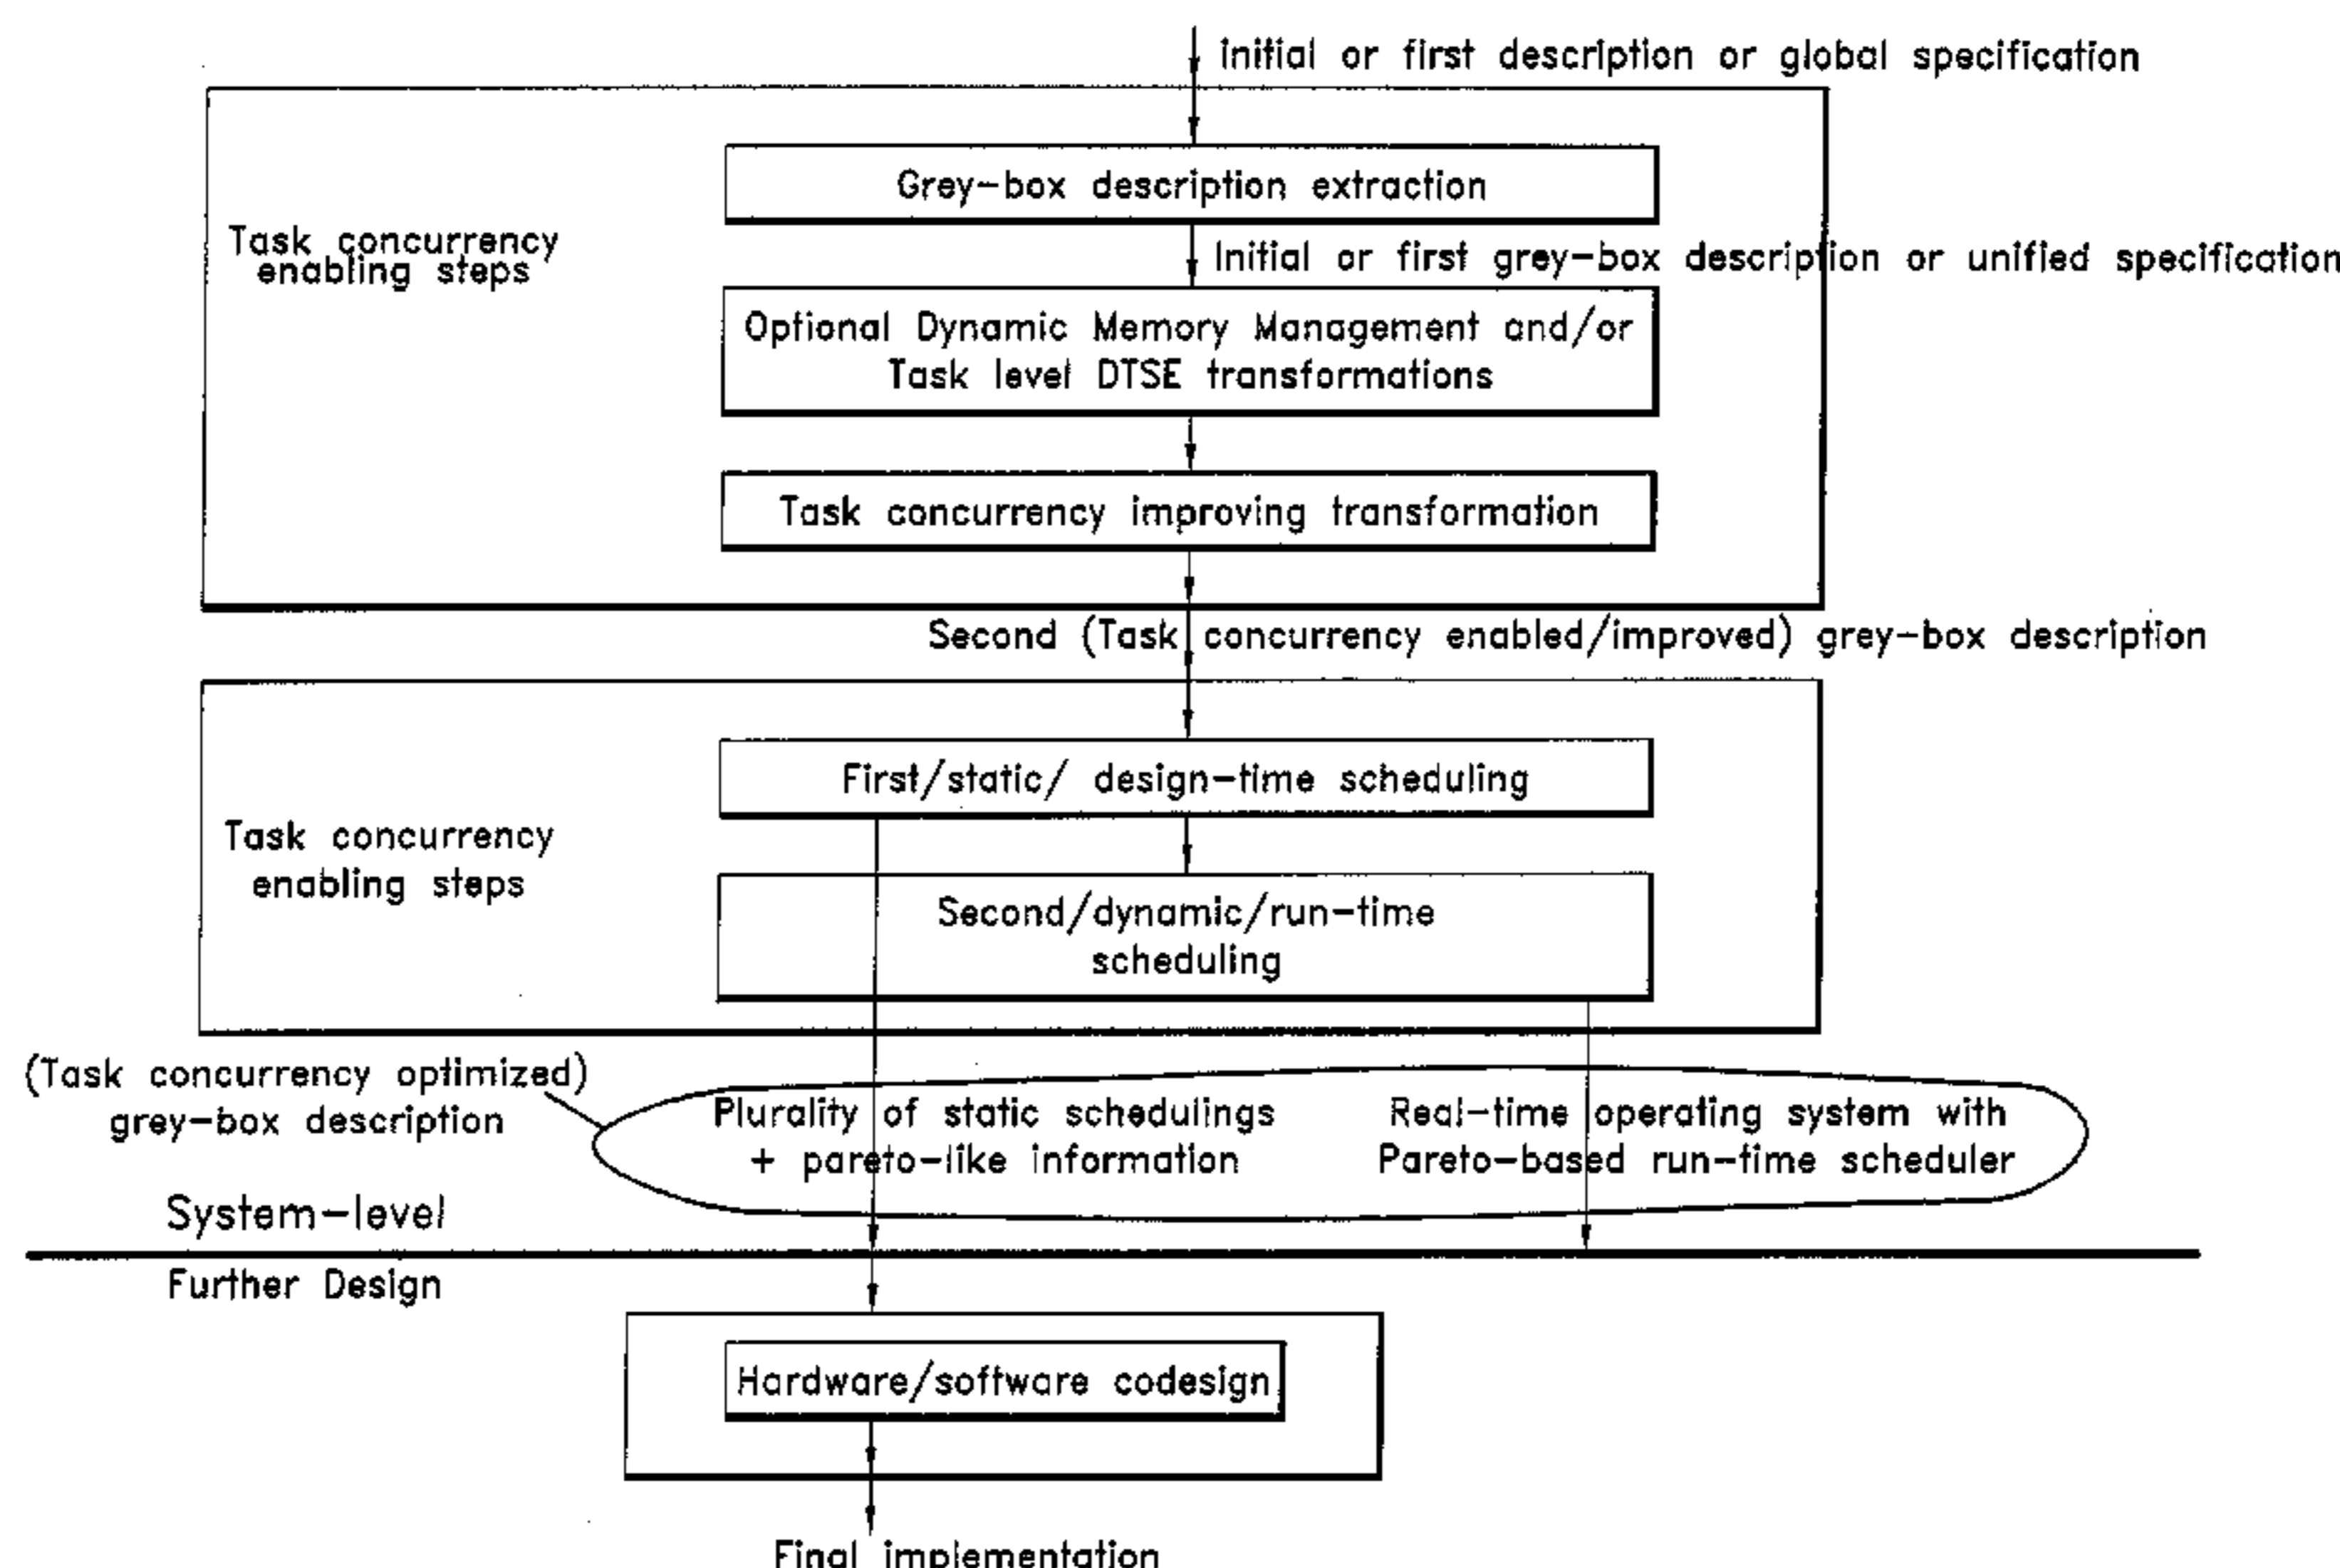 Initial or first description or global specification
Grey-box description extraction
Task concurrency
enabling steps
Initial or first grey-box description or unified specification
Optional Dynamic Memory Management and/or
Task level DTSE transformations
Task concurrency improving transformation
Second (Task concurrency enabled/improved) grey-box description
First/static/ design-time scheduling
Task concurrency
enabling steps
Second/dynamic/run-time
scheduling
(Task concurrency optimized)
grey-box description
Plurality of static schedulings
+ pareto-like information
Real-time operating system with
Pareto-based run-time scheduler
System-level
Further Design
Hardware/software codesign
Final implementation